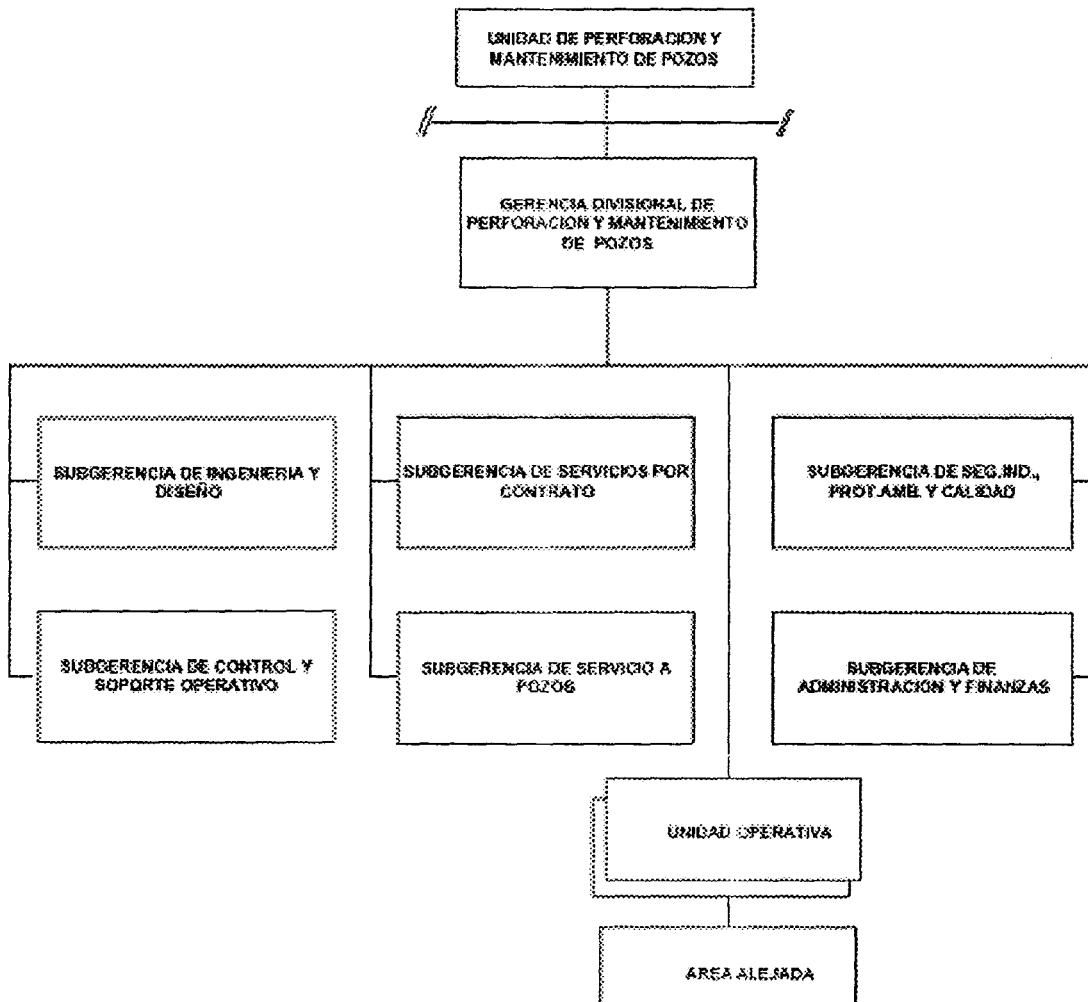 UNIDAD DE PERFORACION Y
MANTENIMIENTO DE POZOS
GERENCIA DIVISIONAL DE
PERFORACION Y MANTENIMIENTO
DE POZOS
SUBGERENCIA DE INGENIERIA Y
DISEÑO
SUBGERENCIA DE SERVICIOS POR
CONTRATO
SUBGERENCIA DE SEG.IND.,
PROT.AMB. Y CALIDAD
SUBGERENCIA DE CONTROL Y
SOPORTE OPERATIVO
SUBGERENCIA DE SERVICIO A
POZOS
SUBGERENCIA DE
ADMINISTRACION Y FINANZAS
UNIDAD OPERATIVA
AREA ALEJADA